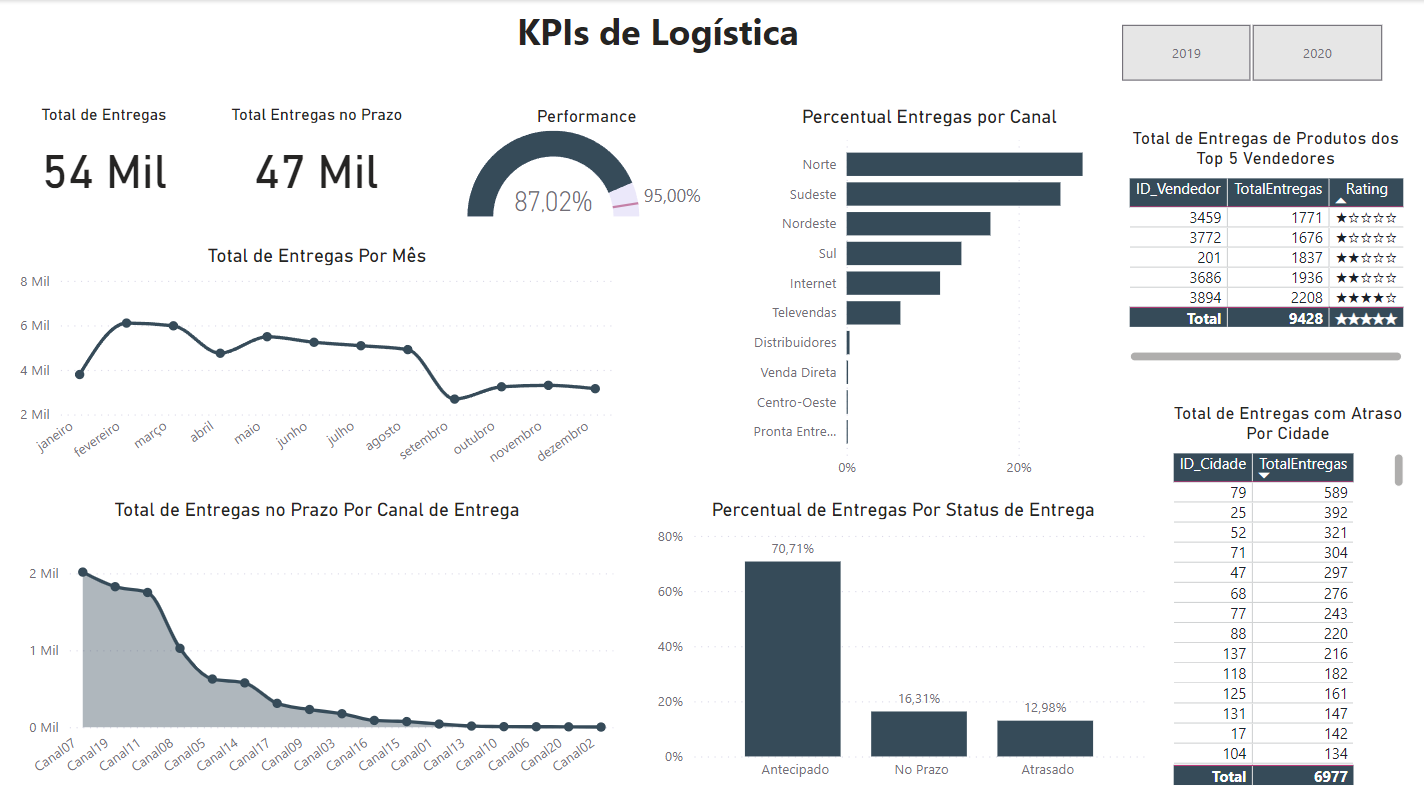 KPIs de Logística
2019
2020
Total de Entregas
54 Mil
Total Entregas no Prazo
47 Mil
Performance
87,02%
95,00%
Total de Entregas Por Mês
8 Mil
6 Mil
4 Mil
2 Mil
janeiro
fevereiro
março
abril
maio
junho
julho
agosto
setembro
outubro
novembro
dezembro
Percentual Entregas por Canal
Norte
Sudeste
Nordeste
Sul
Internet
Televendas
Distribuidores
Venda Direta
Centro-Oeste
Pronta Entre...
0%
20%
Total de Entregas de Produtos dos
Top 5 Vendedores
ID_Vendedor TotalEntregas Rating
3459 1771 ★☆☆☆☆
3772 1676 ★☆☆☆☆
201 1837 ★★☆☆☆
3686 1936 ★★☆☆☆
3894 2208 ★★★★☆
Total 9428 ★★★★★
Total de Entregas no Prazo Por Canal de Entrega
2 Mil
1 Mil
0 Mil
Canal07
Canal19
Canal11
Canal08
Canal05
Canal14
Canal17
Canal09
Canal03
Canal16
Canal15
Canal01
Canal13
Canal10
Canal06
Canal20
Canal02
Percentual de Entregas Por Status de Entrega
80%
60%
40%
20%
0%
70,71%
16,31%
12,98%
Antecipado
No Prazo
Atrasado
Total de Entregas com Atraso
Por Cidade
ID_Cidade TotalEntregas
79 589
25 392
52 321
71 304
47 297
68 276
77 243
88 220
137 216
118 182
125 161
131 147
17 142
104 134
Total 6977